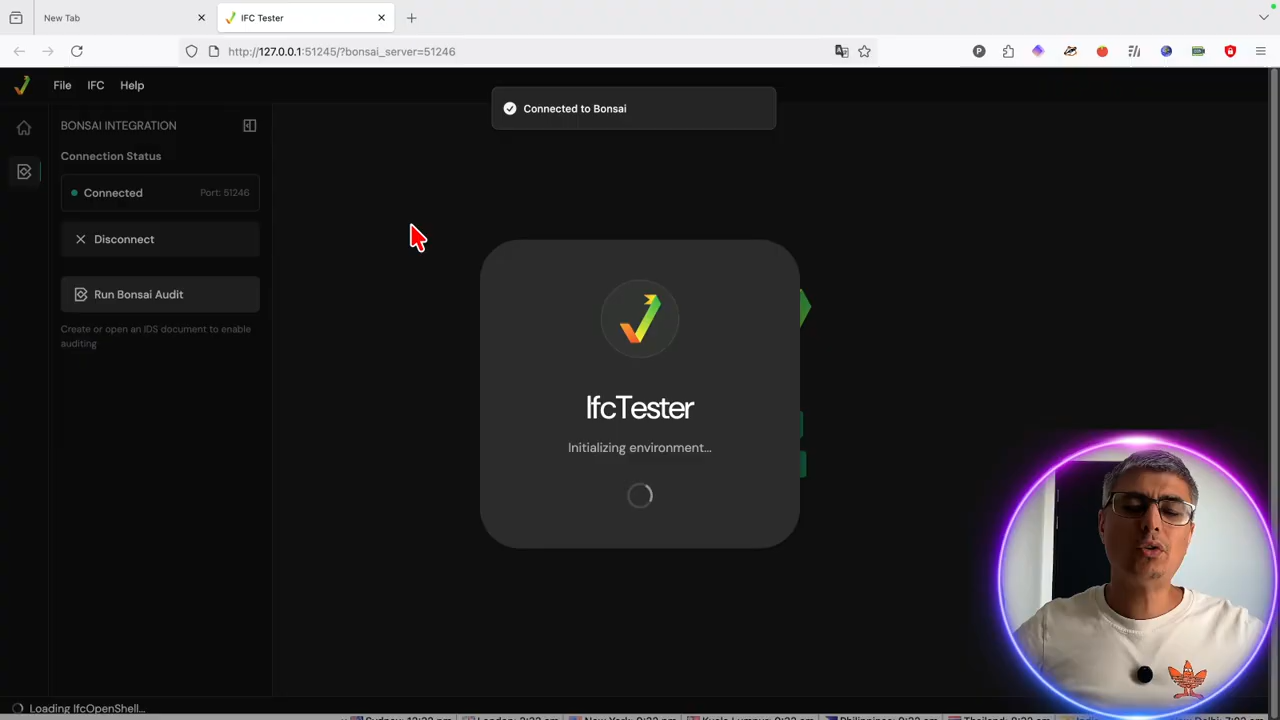 New Tab
IFC Tester
http://127.0.0.1:51245/?bonsai_server=51246
File IFC Help
Connected to Bonsai
BONSAI INTEGRATION
Connection Status
Connected Port: 51246
Disconnect
Run Bonsai Audit
Create or open an IDS document to enable
auditing
IfcTester
Initializing environment...
Loading IfcOpenShell...